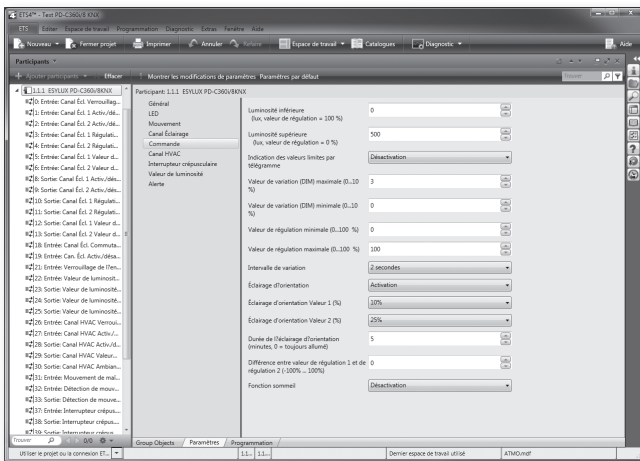 ETS4™ - Test PD-C360i/8 KNX
ETS Editer Espace de travail Programmation Diagnostic Extras Fenêtre Aide
Nouveau Fermer projet Imprimer Annuler Refaire Espace de travail Catalogues Diagnostic Aide
Participants
Ajouter participants Effacer Montrer les modifications de paramètres Paramètres par défaut Trouver
1.1.1 ESYLUX PD-C360i/8KNX
0: Entrée: Canal Écl. Verrouillag...
1: Entrée: Canal Écl. 1 Activ./dé...
2: Entrée: Canal Écl. 2 Activ./dé...
3: Entrée: Canal Écl. 1 Régulati...
4: Entrée: Canal Écl. 2 Régulati...
5: Entrée: Canal Écl. 1 Valeur d...
6: Entrée: Canal Écl. 2 Valeur d...
8: Sortie: Canal Écl. 1 Activ./dés...
9: Sortie: Canal Écl. 2 Activ./dés...
10: Sortie: Canal Écl. 1 Régulati...
11: Sortie: Canal Écl. 2 Régulati...
12: Sortie: Canal Écl. 1 Valeur d...
13: Sortie: Canal Écl. 2 Valeur d...
18: Entrée: Canal Écl. Commuta...
19: Entrée: Can. Écl. Activ./désa...
21: Entrée: Verrouillage de l?en...
22: Entrée: Valeur de luminosit...
23: Sortie: Valeur de luminosité...
24: Sortie: Valeur de luminosité...
25: Sortie: Valeur de luminosité...
26: Entrée: Canal HVAC Verroui...
27: Entrée: Canal HVAC Activ./...
28: Sortie: Canal HVAC Activ./d...
29: Sortie: Canal HVAC Valeur...
30: Sortie: Canal HVAC Ambian...
31: Entrée: Mouvement de maî...
32: Entrée: Détection de mouv...
33: Sortie: Détection de mouve...
37: Entrée: Interrupteur crépus...
38: Sortie: Interrupteur crépus...
39: Sortie: Interrupteur crépus...
Trouver 0/0
Participant: 1.1.1 ESYLUX PD-C360i/8KNX
Général
LED
Mouvement
Canal Éclairage
Commande
Canal HVAC
Interrupteur crépusculaire
Valeur de luminosité
Alerte
Luminosité inférieure
(lux, valeur de régulation = 100 %)
0
Luminosité supérieure
(lux, valeur de régulation = 0 %)
500
Indication des valeurs limites par
télégramme
Désactivation
Valeur de variation (DIM) maximale (0...10
%)
3
Valeur de variation (DIM) minimale (0...10
%)
0
Valeur de régulation minimale (0...100 %)
0
Valeur de régulation maximale (0...100 %)
100
Intervalle de variation
2 secondes
Éclairage d?orientation
Activation
Éclairage d'orientation Valeur 1 (%)
10%
Éclairage d'orientation Valeur 2 (%)
25%
Durée de l?éclairage d?orientation
(minutes, 0 = toujours allumé)
5
Différence entre valeur de régulation 1 et de
régulation 2 (-100% ... 100%)
0
Fonction sommeil
Désactivation
Group Objects Paramètres Programmation
Utiliser le projet ou la connexion ET... 1.1... 1.1... Dernier espace de travail utilisé ATMO.mdf